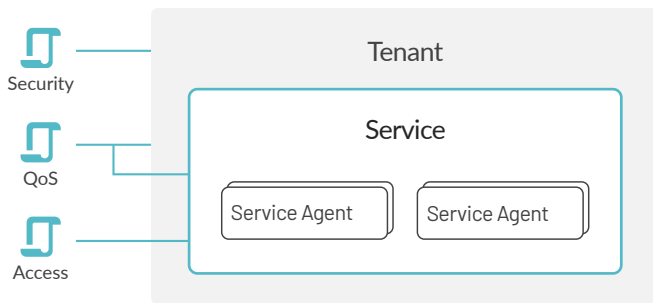 Tenant
Security
Service
QoS
Service Agent
Service Agent
Access